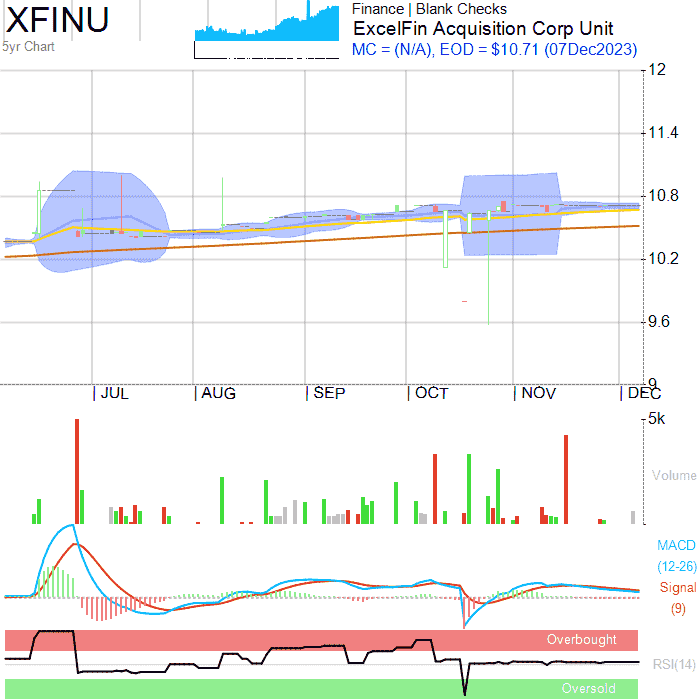 XFINU
5yr Chart
Finance | Blank Checks
ExcelFin Acquisition Corp Unit
MC = (N/A), EOD = $10.71 (07Dec2023)
12
11.4
10.8
10.2
9.6
9
JUL AUG SEP OCT NOV DEC
5k
Volume
MACD
(12-26)
Signal
(9)
Overbought
RSI(14)
Oversold